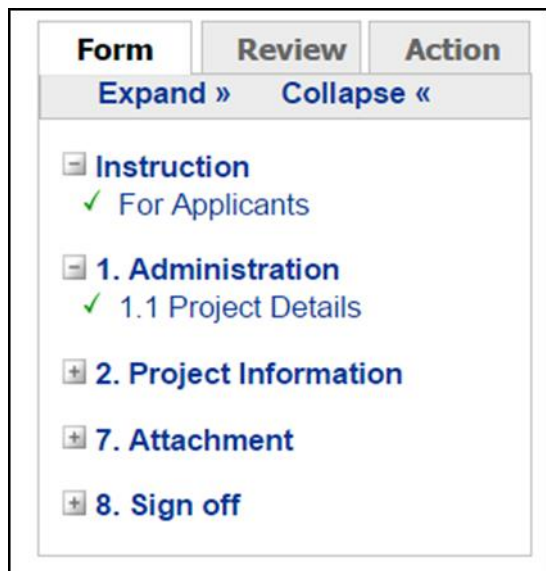 Form Review Action
Expand » Collapse «
Instruction
✓ For Applicants
1. Administration
✓ 1.1 Project Details
2. Project Information
7. Attachment
8. Sign off